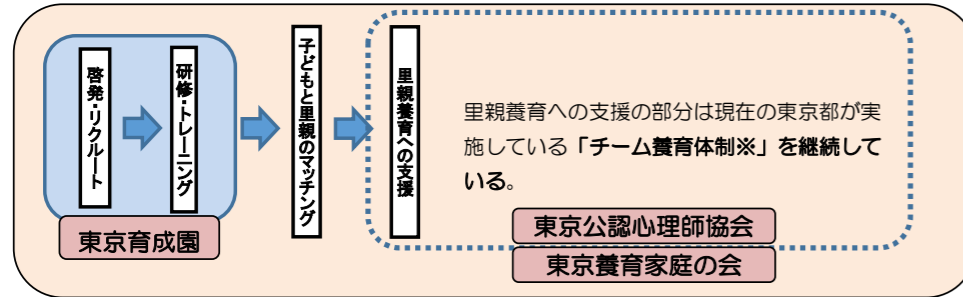 啓発・リクルート
研修・トレーニング
子どもと里親のマッチング
里親養育への支援
里親養育への支援の部分は現在の東京都が実
施している「チーム養育体制※」を継続して
いる。
東京育成園
東京公認心理師協会
東京養育家庭の会